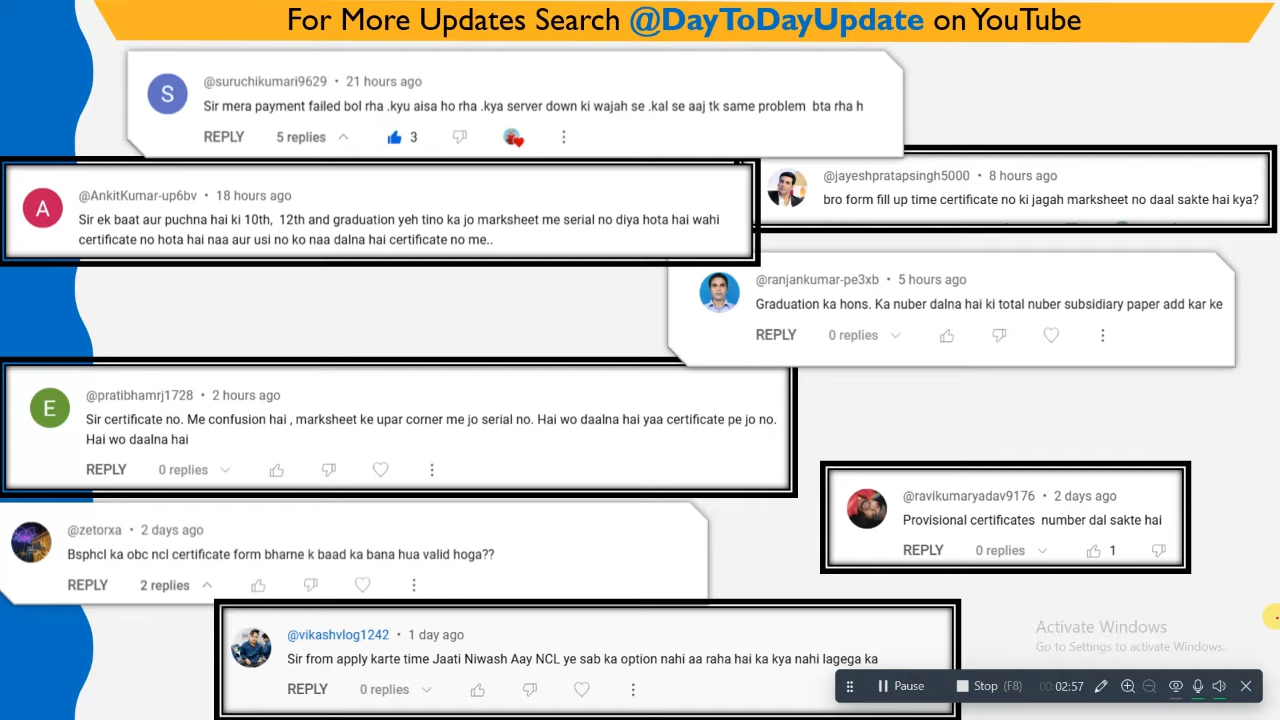 For More Updates Search @DayToDayUpdate on YouTube
S
@suruchikumari9629 • 21 hours ago
Sir mera payment failed bol rha .kyu aisa ho rha .kya server down ki wajah se .kal se aaj tk same problem bta rha h
REPLY 5 replies 3
A
@AnkitKumar-up6bv • 18 hours ago
Sir ek baat aur puchna hai ki 10th, 12th and graduation yeh tino ka jo marksheet me serial no diya hota hai wahi
certificate no hota hai naa aur usi no ko naa dalna hai certificate no me..
@jayeshpratapsingh5000 • 8 hours ago
bro form fill up time certificate no ki jagah marksheet no daal sakte hai kya?
@ranjankumar-pe3xb • 5 hours ago
Graduation ka hons. Ka nuber dalna hai ki total nuber subsidiary paper add kar ke
REPLY 0 replies
E
@pratibhamrj1728 • 2 hours ago
Sir certificate no. Me confusion hai , marksheet ke upar corner me jo serial no. Hai wo daalna hai yaa certificate pe jo no.
Hai wo daalna hai
REPLY 0 replies
@ravikumaryadav9176 • 2 days ago
Provisional certificates number dal sakte hai
REPLY 0 replies 1
@zetorxa • 2 days ago
Bsphcl ka obc ncl certificate form bharne k baad ka bana hua valid hoga??
REPLY 2 replies
@vikashvlog1242 • 1 day ago
Sir from apply karte time Jaati Niwash Aay NCL ye sab ka option nahi aa raha hai ka kya nahi lagega ka
REPLY 0 replies
Activate Windows
Go to Settings to activate Windows.
Pause Stop (F8) 00:02:57